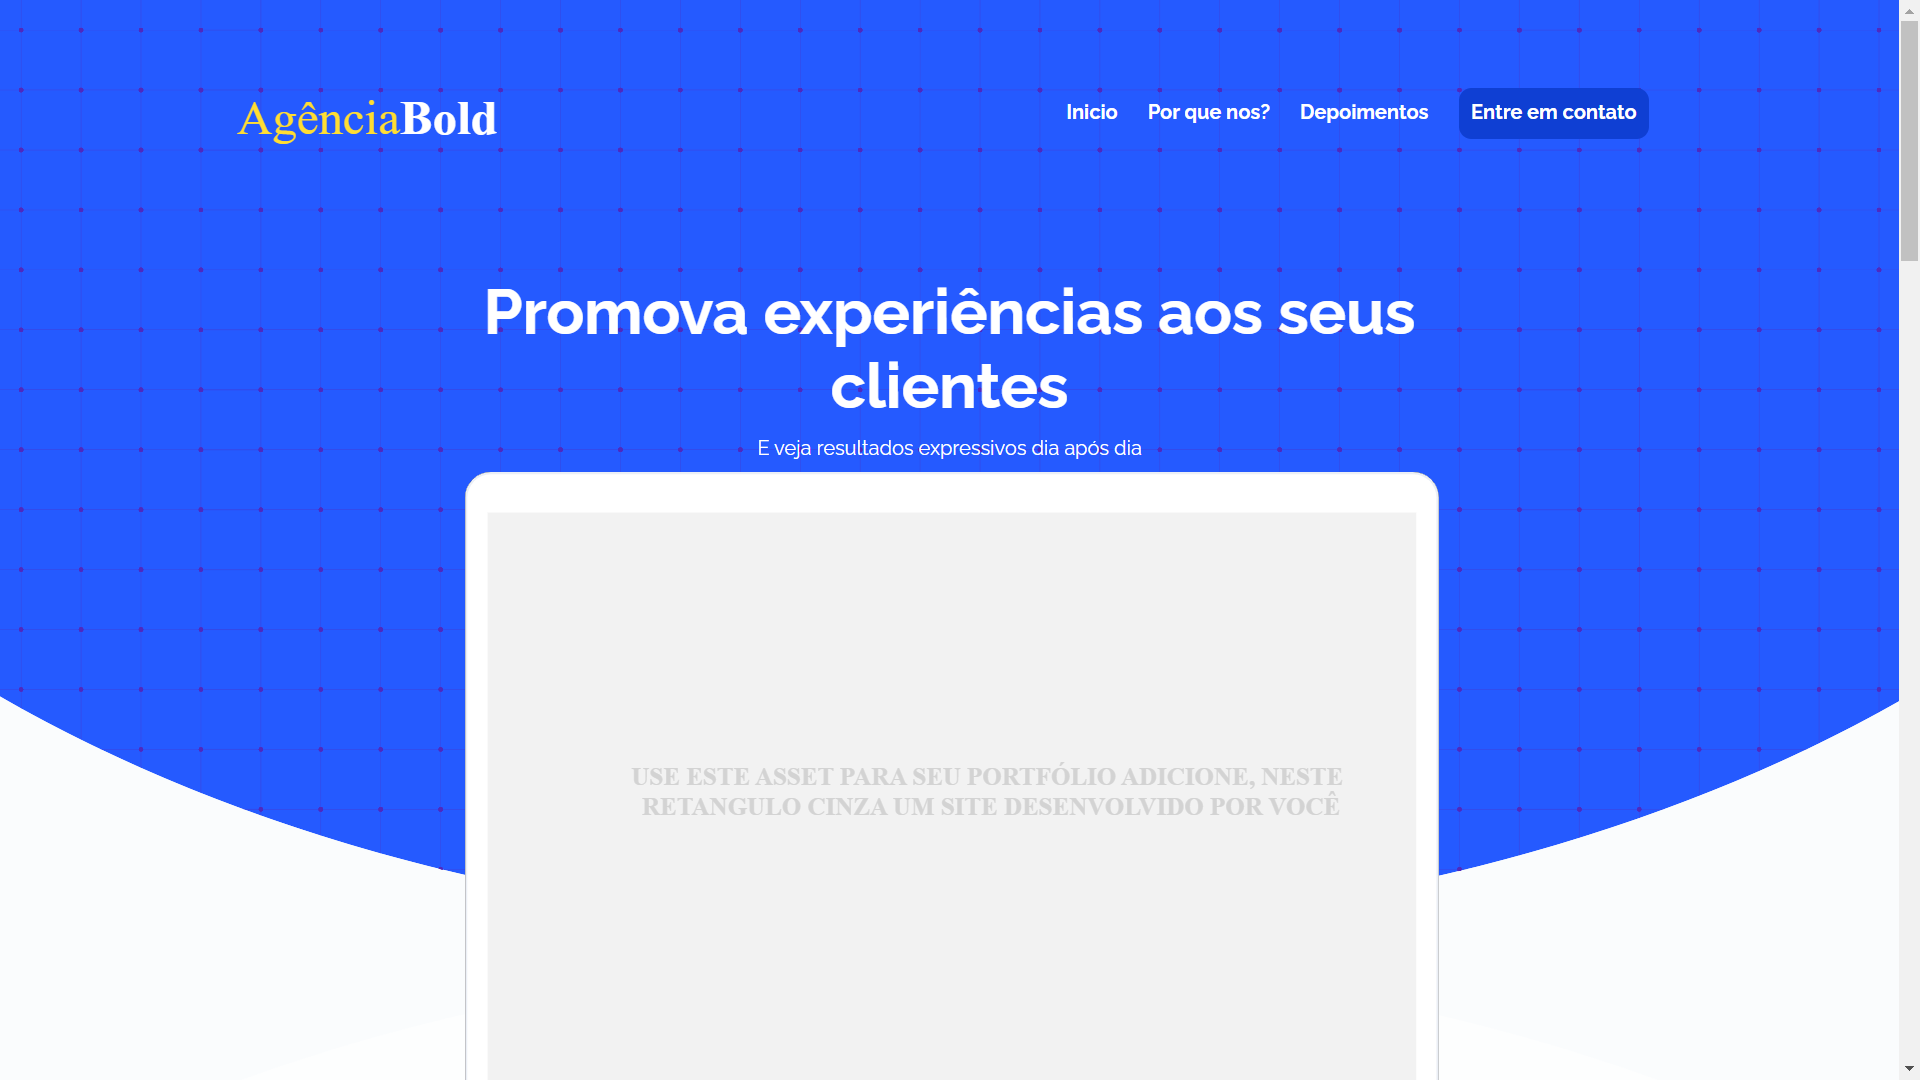 AgênciaBold
Inicio
Por que nos?
Depoimentos
Entre em contato
Promova experiências aos seus
clientes
E veja resultados expressivos dia após dia
USE ESTE ASSET PARA SEU PORTFÓLIO ADICIONE, NESTE
RETANGULO CINZA UM SITE DESENVOLVIDO POR VOCÊ